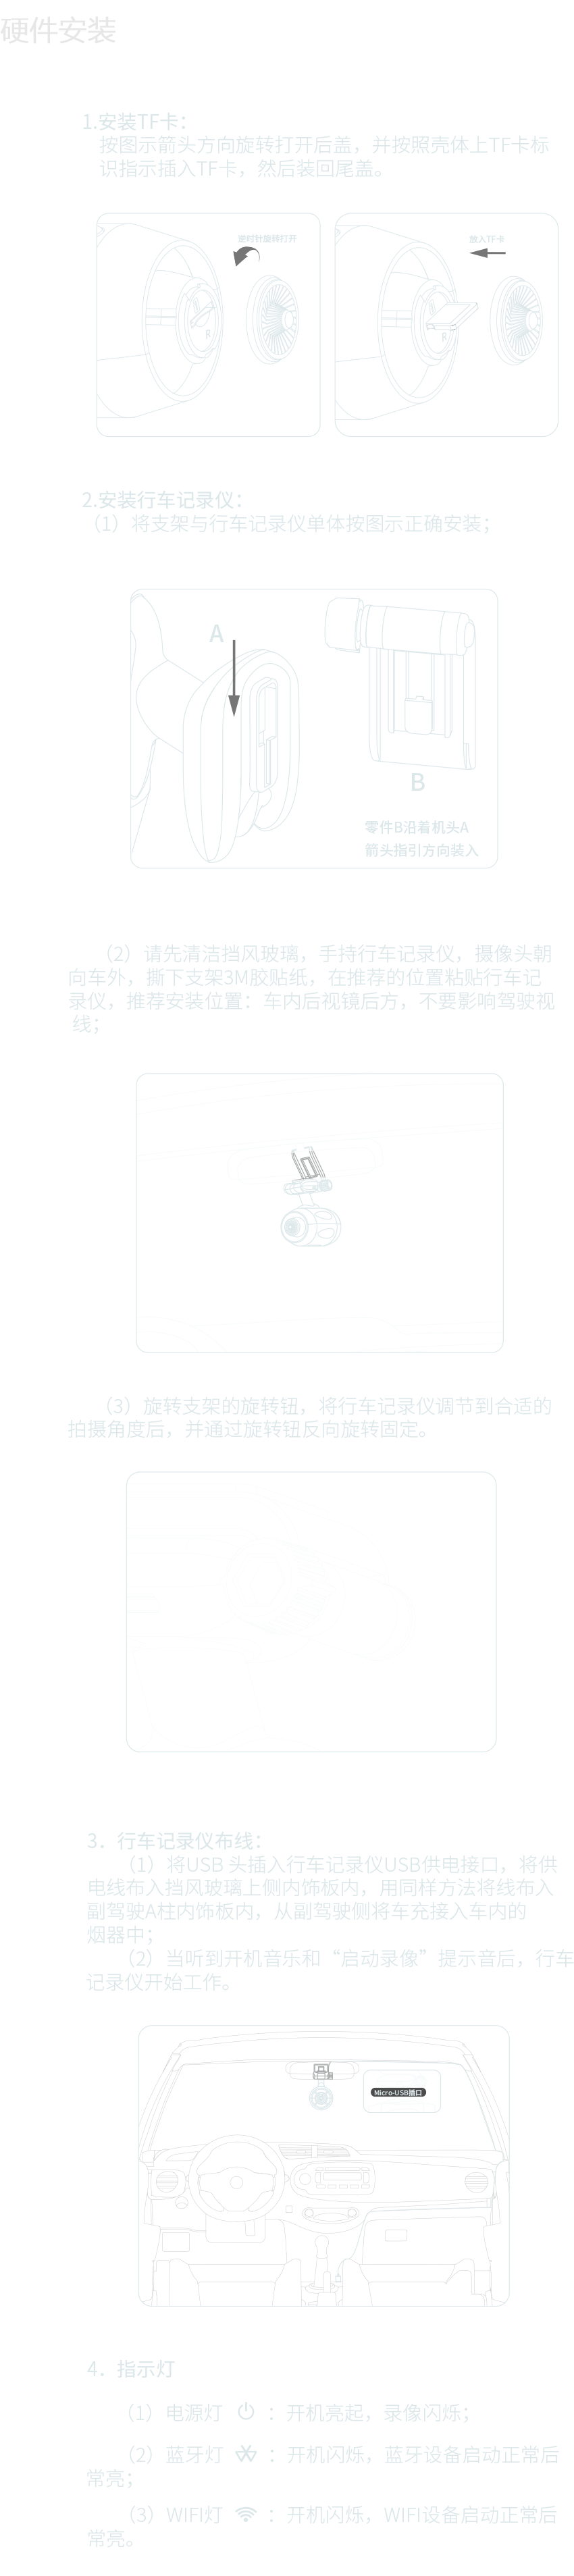 硬件安装
1.安装TF卡：
按图示箭头方向旋转打开后盖，并按照壳体上TF卡标
识指示插入TF卡，然后装回尾盖。
逆时针旋转打开
放入TF卡
2.安装行车记录仪：
（1）将支架与行车记录仪单体按图示正确安装；
A
B
零件B沿着机头A
箭头指引方向装入
（2）请先清洁挡风玻璃，手持行车记录仪，摄像头朝
向车外，撕下支架3M胶贴纸，在推荐的位置粘贴行车记
录仪，推荐安装位置：车内后视镜后方，不要影响驾驶视
线；
（3）旋转支架的旋转钮，将行车记录仪调节到合适的
拍摄角度后，并通过旋转钮反向旋转固定。
3．行车记录仪布线：
（1）将USB 头插入行车记录仪USB供电接口，将供
电线布入挡风玻璃上侧内饰板内，用同样方法将线布入
副驾驶A柱内饰板内，从副驾驶侧将车充接入车内的
烟器中；
（2）当听到开机音乐和“启动录像”提示音后，行车
记录仪开始工作。
Micro-USB插口
4．指示灯
（1）电源灯 ：开机亮起，录像闪烁；
（2）蓝牙灯 ：开机闪烁，蓝牙设备启动正常后
常亮；
（3）WIFI灯 ：开机闪烁，WIFI设备启动正常后
常亮。